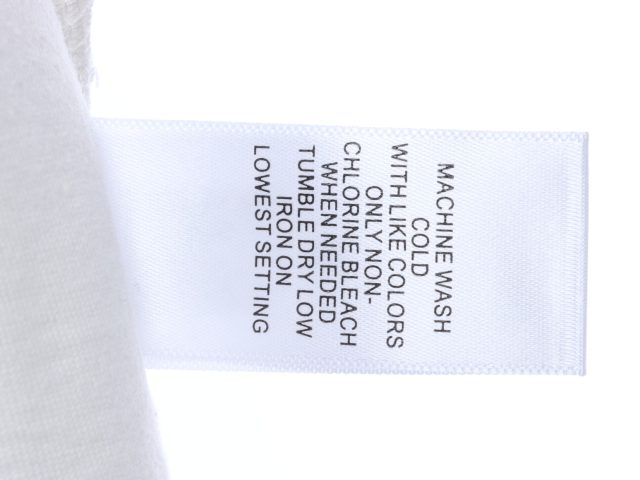 MACHINE WASH
COLD
WITH LIKE COLORS
ONLY NON-
CHLORINE BLEACH
WHEN NEEDED
TUMBLE DRY LOW
IRON ON
LOWEST SETTING